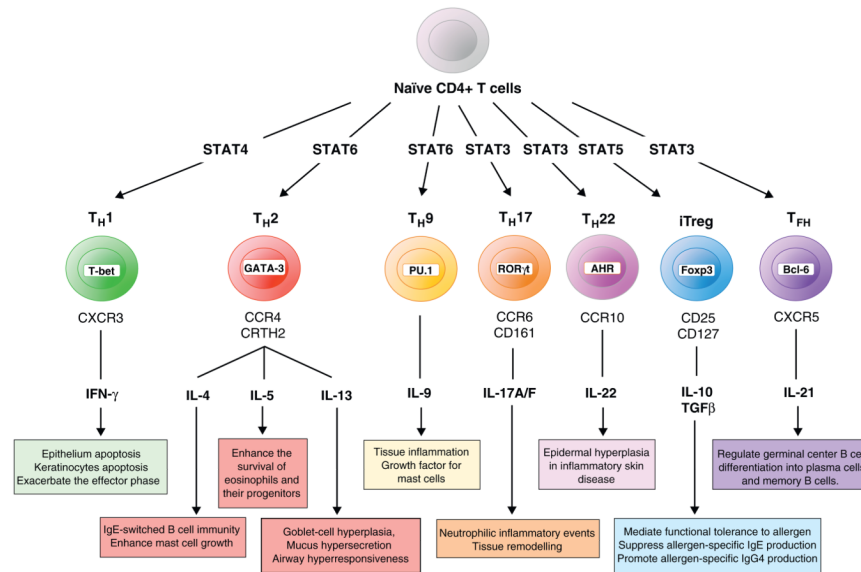 Naïve CD4+ T cells
STAT4 STAT6 STAT6 STAT3 STAT3 STAT5 STAT3
TH1 TH2 TH9 TH17 TH22 iTreg TFH
T-bet GATA-3 PU.1 RORγt AHR Foxp3 Bcl-6
CXCR3 CCR4 CCR6 CCR10 CD25 CXCR5
CRTH2 CD161 CD127
IFN-γ IL-4 IL-5 IL-13 IL-9 IL-17A/F IL-22 IL-10 IL-21
TGFβ
Epithelium apoptosis
Keratinocytes apoptosis
Exacerbate the effector phase
Enhance the
survival of
eosinophils and
their progenitors
Tissue inflammation
Growth factor for
mast cells
Epidermal hyperplasia
in inflammatory skin
disease
Regulate germinal center B ce
differentiation into plasma cells
and memory B cells.
IgE-switched B cell immunity
Enhance mast cell growth
Goblet-cell hyperplasia,
Mucus hypersecretion
Airway hyperresponsiveness
Neutrophilic inflammatory events
Tissue remodelling
Mediate functional tolerance to allergen
Suppress allergen-specific IgE production
Promote allergen-specific IgG4 production